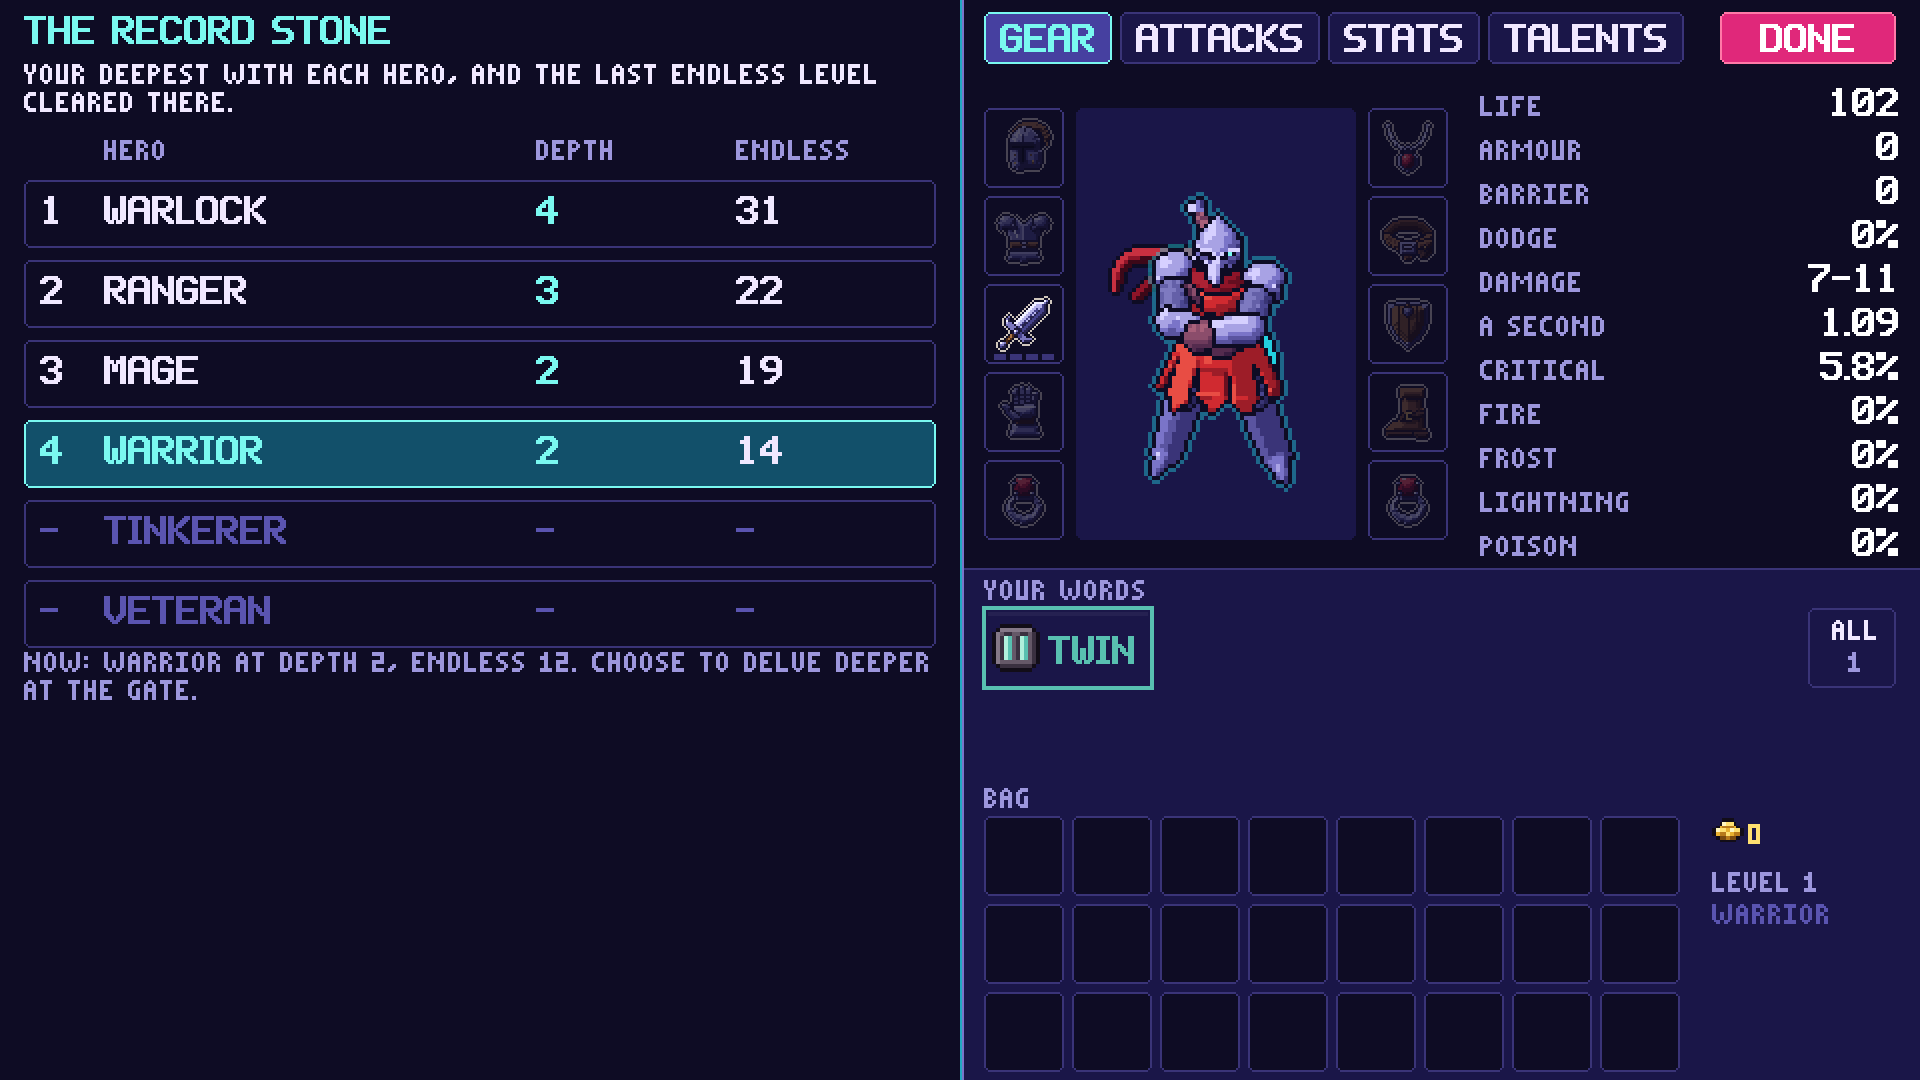 THE RECORD STONE
YOUR DEEPEST WITH EACH HERO, AND THE LAST ENDLESS LEVEL
CLEARED THERE.
HERO DEPTH ENDLESS
1 WARLOCK 4 31
2 RANGER 3 22
3 MAGE 2 19
4 WARRIOR 2 14
- TINKERER - -
- VETERAN - -
NOW: WARRIOR AT DEPTH 2, ENDLESS 12. CHOOSE TO DELVE DEEPER
AT THE GATE.
GEAR ATTACKS STATS TALENTS DONE
LIFE 102
ARMOUR 0
BARRIER 0
DODGE 0%
DAMAGE 7-11
A SECOND 1.09
CRITICAL 5.8%
FIRE 0%
FROST 0%
LIGHTNING 0%
POISON 0%
YOUR WORDS
TWIN
ALL
1
BAG
0
LEVEL 1
WARRIOR